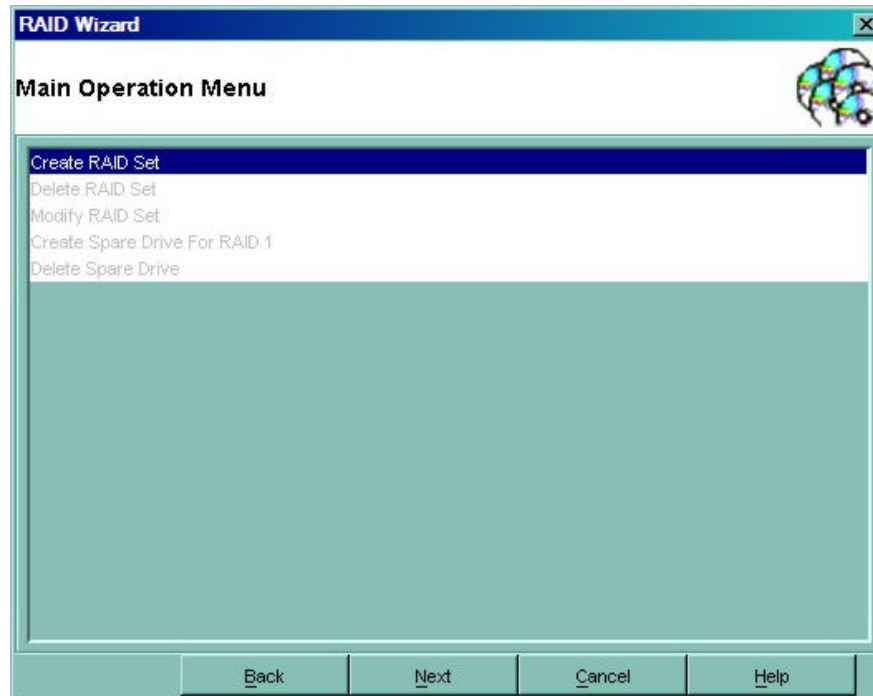 RAID Wizard
Main Operation Menu
Create RAID Set
Delete RAID Set
Modify RAID Set
Create Spare Drive For RAID 1
Delete Spare Drive
Back Next Cancel Help